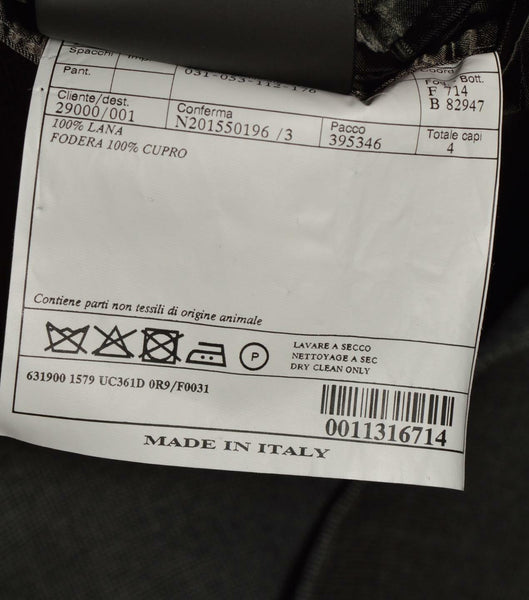 Spacchi
Pant.
Fod. Bott.
F 714
B 82947
Cliente/dest.
29000/001
Conferma
N201550196 /3
Pacco
395346
Totale capi
4
100% LANA
FODERA 100% CUPRO
Contiene parti non tessili di origine animale
P
LAVARE A SECCO
NETTOYAGE A SEC
DRY CLEAN ONLY
631900 1579 UC361D 0R9/F0031
0011316714
MADE IN ITALY